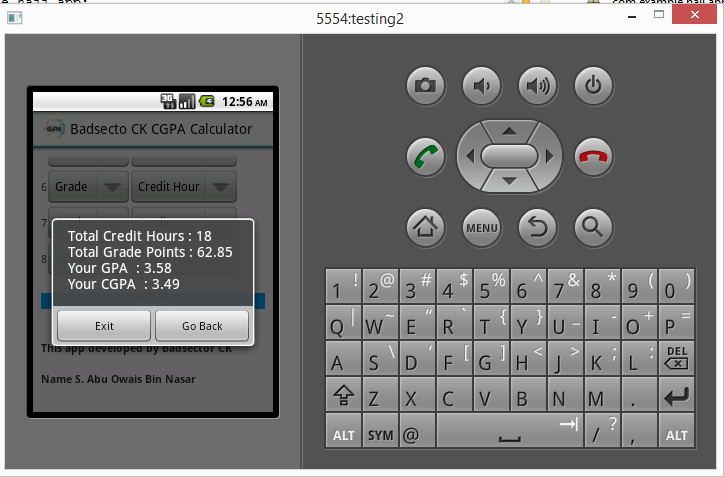 5554:testing2
3G
12:56 AM
GPA Badsecto CK CGPA Calculator
6 Grade Credit Hour
7
8
Total Credit Hours : 18
Total Grade Points : 62.85
Your GPA : 3.58
Your CGPA : 3.49
Exit Go Back
This app developed by Badsector CK
Name S. Abu Owais Bin Nasar
MENU
1 ! 2 @ 3 # 4 $ 5 % 6 ^ 7 & 8 * 9 ( 0 )
Q | W ~ E “ R ` T { Y } U _ I - O + P =
A S \ D ‘ F [ G ] H < J > K ; L : DEL
Z X C V B N M .
ALT SYM @ / ? , ALT